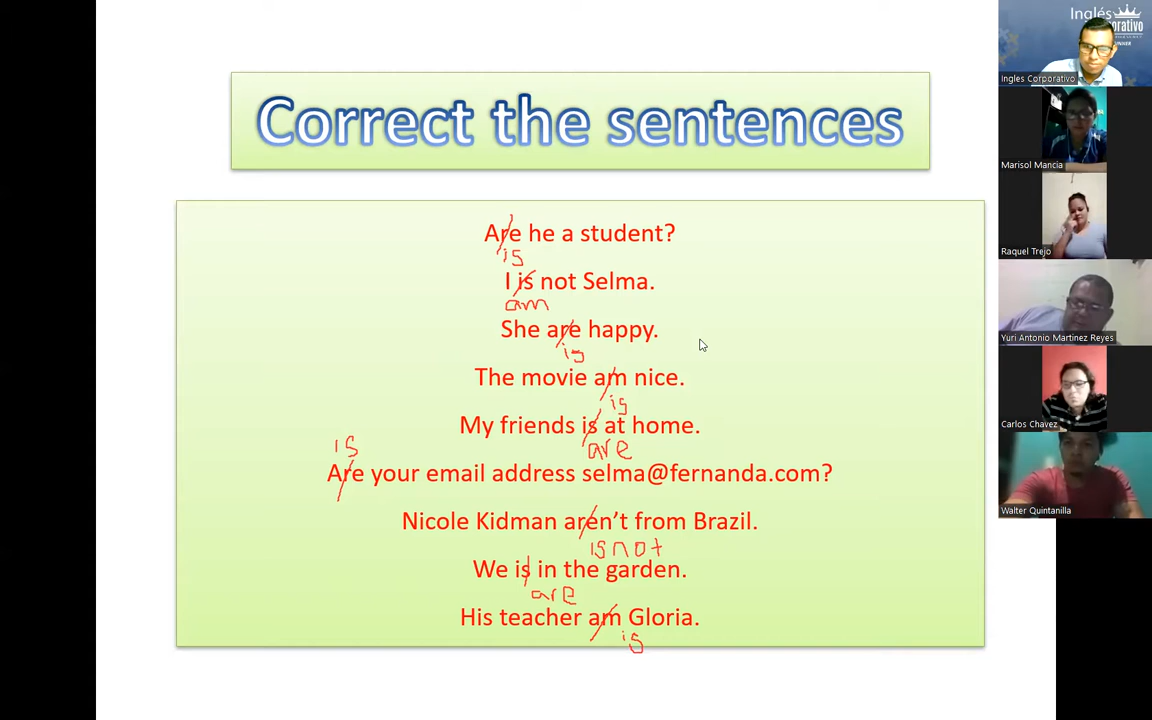 Correct the sentences
Are he a student?
is
I is not Selma.
am
She are happy.
is
The movie am nice.
is
My friends is at home.
are
is
Are your email address selma@fernanda.com?
Nicole Kidman aren't from Brazil.
is not
We is in the garden.
are
His teacher am Gloria.
is
Inglés
Ingles Corporativo
Marisol Mancía
Raquel Trejo
Yuri Antonio Martinez Reyes
Carlos Chavez
Walter Quintanilla